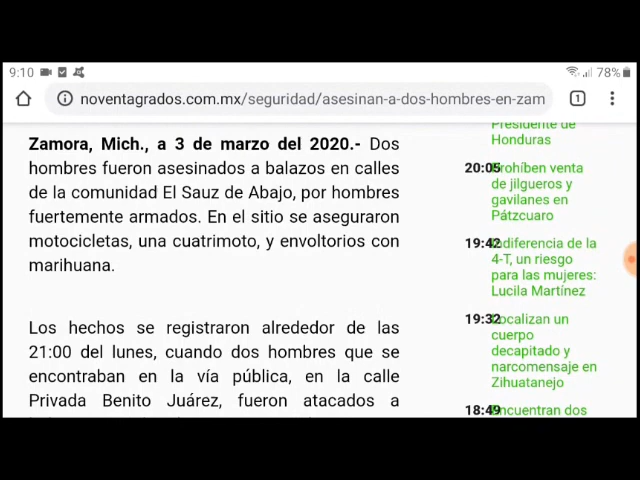 9:10
78%
noventagrados.com.mx/seguridad/asesinan-a-dos-hombres-en-zam
1
Zamora, Mich., a 3 de marzo del 2020.- Dos
hombres fueron asesinados a balazos en calles
de la comunidad El Sauz de Abajo, por hombres
fuertemente armados. En el sitio se aseguraron
motocicletas, una cuatrimoto, y envoltorios con
marihuana.
Los hechos se registraron alrededor de las
21:00 del lunes, cuando dos hombres que se
encontraban en la vía pública, en la calle
Privada Benito Juárez, fueron atacados a
Presidente de
Honduras
20:05 Prohíben venta
de jilgueros y
gavilanes en
Pátzcuaro
19:42 Indiferencia de la
4-T, un riesgo
para las mujeres:
Lucila Martínez
19:32 Localizan un
cuerpo
decapitado y
narcomensaje en
Zihuatanejo
18:49 Encuentran dos